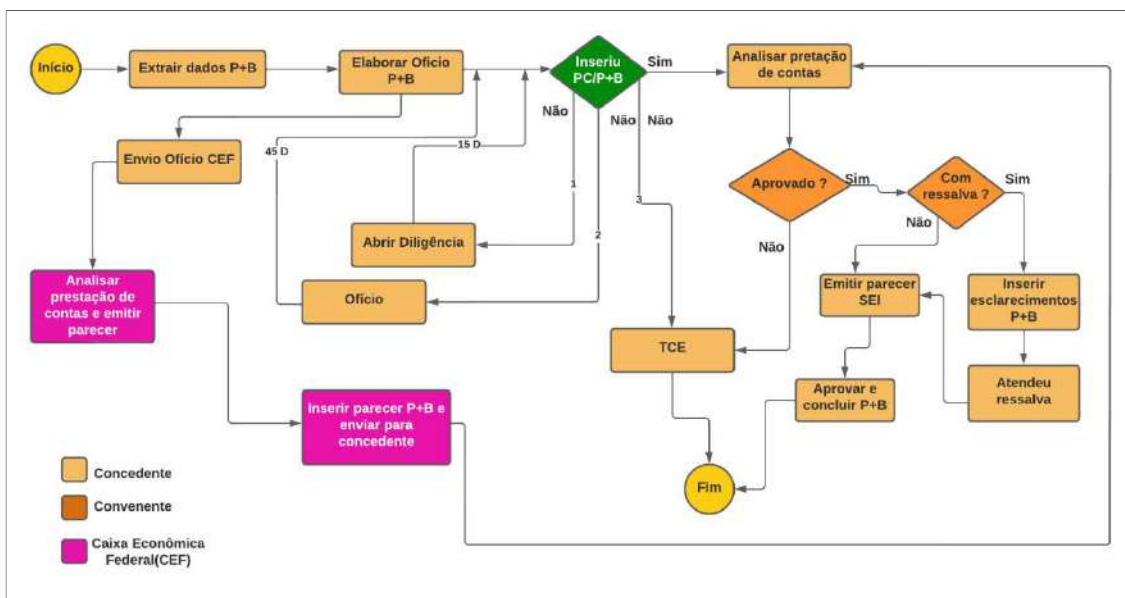 Início
Extrair dados P+B
Elaborar Oficio
P+B
Inseriu
PC/P+B
Sim
Analisar pretação
de contas
Não
Não
Não
Envio Ofício CEF
45 D
15 D
1
2
3
Abrir Diligência
Ofício
Aprovado ?
Sim
Com
ressalva ?
Sim
Não
Não
Analisar
prestação de
contas e emitir
parecer
Emitir parecer
SEI
Inserir
esclarecimentos
P+B
TCE
Aprovar e
concluir P+B
Atendeu
ressalva
Inserir parecer P+B e
enviar para
concedente
Fim
Concedente
Convenente
Caixa Econômica
Federal(CEF)